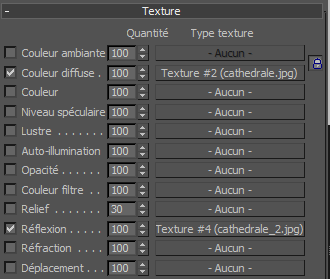 - Texture
Quantité Type texture
Couleur ambiante 100 - Aucun -
Couleur diffuse . 100 Texture #2 (cathedrale.jpg)
Couleur 100 - Aucun -
Niveau spéculaire 100 - Aucun -
Lustre . . . . . . . 100 - Aucun -
Auto-illumination 100 - Aucun -
Opacité . . . . . . 100 - Aucun -
Couleur filtre . . . 100 - Aucun -
Relief . . . . . . . . 30 - Aucun -
Réflexion . . . . . 100 Texture #4 (cathedrale_2.jpg)
Réfraction . . . . 100 - Aucun -
Déplacement . . . 100 - Aucun -